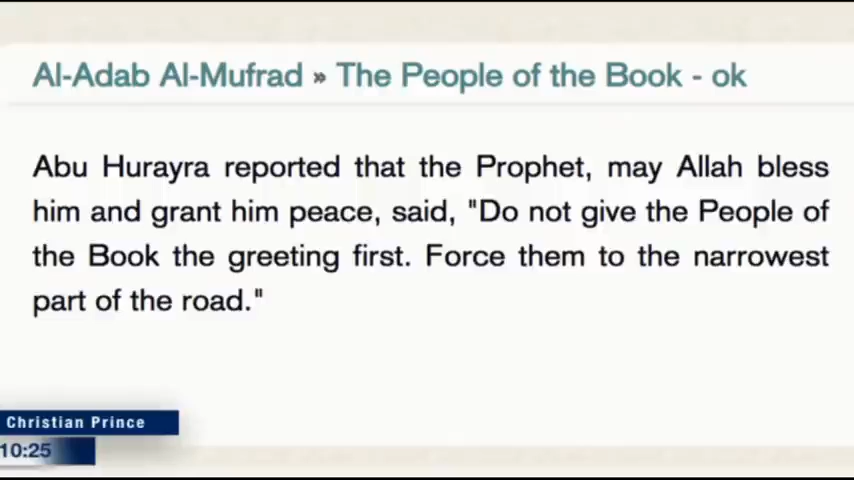 Al-Adab Al-Mufrad » The People of the Book - ok
Abu Hurayra reported that the Prophet, may Allah bless
him and grant him peace, said, "Do not give the People of
the Book the greeting first. Force them to the narrowest
part of the road."
Christian Prince
10:25